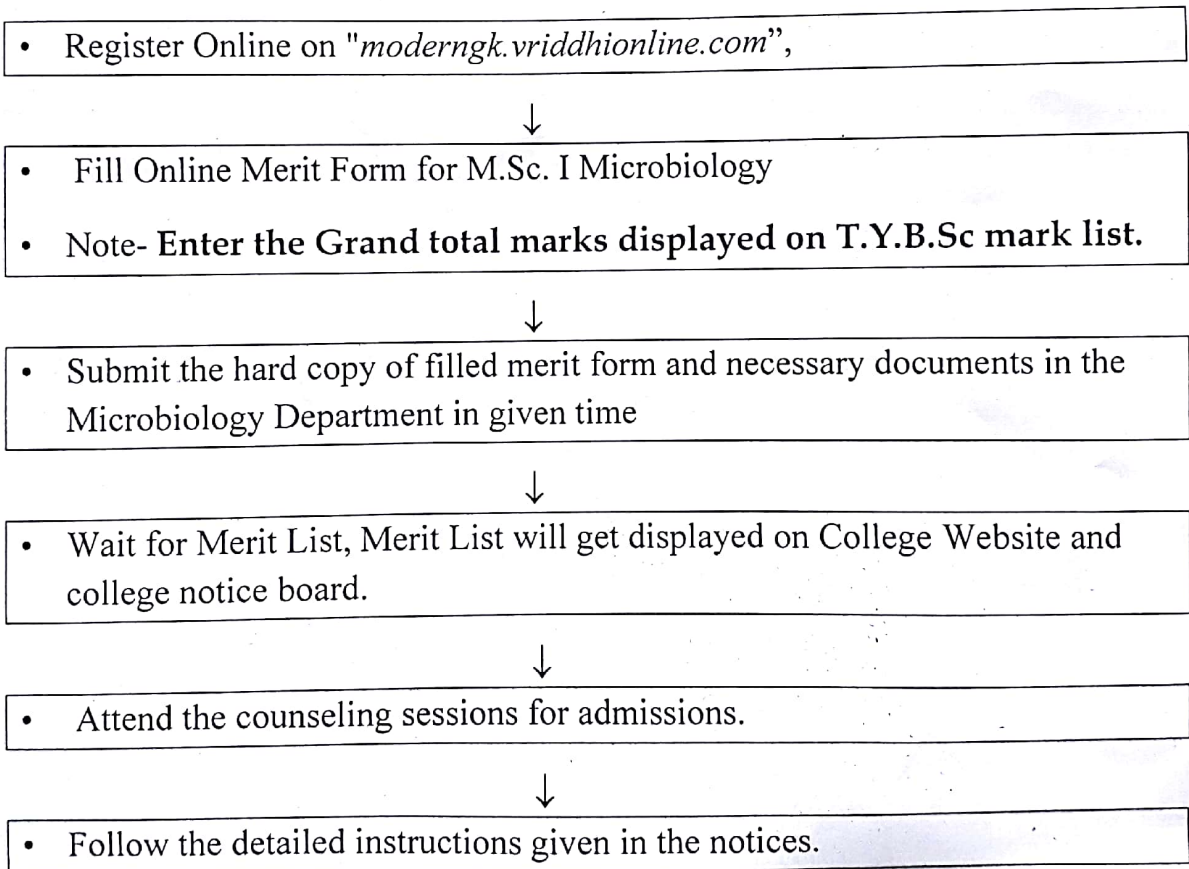 • Register Online on "moderngk.vriddhionline.com”,
↓
• Fill Online Merit Form for M.Sc. I Microbiology
• Note- Enter the Grand total marks displayed on T.Y.B.Sc mark list.
↓
• Submit the hard copy of filled merit form and necessary documents in the
Microbiology Department in given time
↓
• Wait for Merit List, Merit List will get displayed on College Website and
college notice board.
↓
• Attend the counseling sessions for admissions.
↓
• Follow the detailed instructions given in the notices.